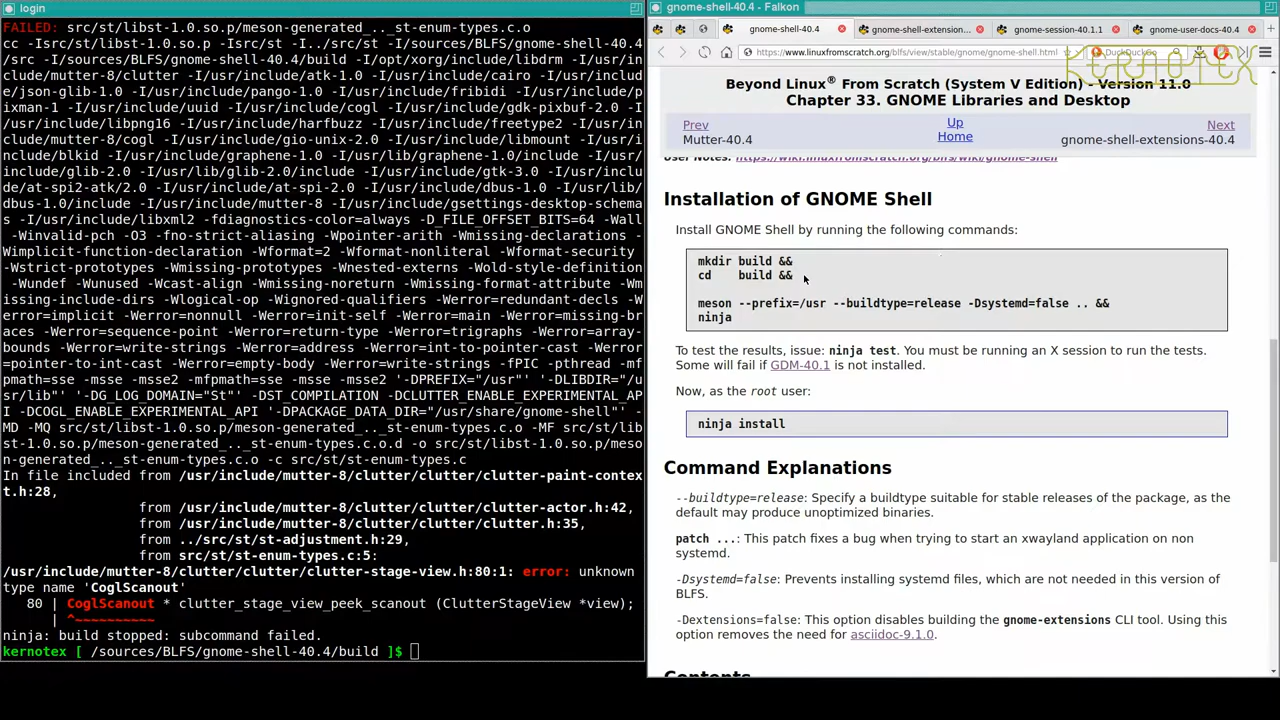 login
FAILED: src/st/libst-1.0.so.p/meson-generated_.._st-enum-types.c.o
cc -Isrc/st/libst-1.0.so.p -Isrc/st -I../src/st -I/sources/BLFS/gnome-shell-40.4
/src -I/sources/BLFS/gnome-shell-40.4/build -I/opt/xorg/include/libdrm -I/usr/in
clude/mutter-8/clutter -I/usr/include/atk-1.0 -I/usr/include/cairo -I/usr/includ
e/json-glib-1.0 -I/usr/include/pango-1.0 -I/usr/include/fribidi -I/usr/include/p
ixman-1 -I/usr/include/uuid -I/usr/include/cogl -I/usr/include/gdk-pixbuf-2.0 -I
/usr/include/libpng16 -I/usr/include/harfbuzz -I/usr/include/freetype2 -I/usr/in
clude/mutter-8/cogl -I/usr/include/gio-unix-2.0 -I/usr/include/libmount -I/usr/i
nclude/blkid -I/usr/include/graphene-1.0 -I/usr/lib/graphene-1.0/include -I/usr/
include/glib-2.0 -I/usr/lib/glib-2.0/include -I/usr/include/gtk-3.0 -I/usr/inclu
de/at-spi2-atk/2.0 -I/usr/include/at-spi-2.0 -I/usr/include/dbus-1.0 -I/usr/lib/
dbus-1.0/include -I/usr/include/mutter-8 -I/usr/include/gsettings-desktop-schema
s -I/usr/include/libxml2 -fdiagnostics-color=always -D_FILE_OFFSET_BITS=64 -Wall
 -Winvalid-pch -O3 -fno-strict-aliasing -Wpointer-arith -Wmissing-declarations -
Wimplicit-function-declaration -Wformat=2 -Wformat-nonliteral -Wformat-security
-Wstrict-prototypes -Wmissing-prototypes -Wnested-externs -Wold-style-definition
 -Wundef -Wunused -Wcast-align -Wmissing-noreturn -Wmissing-format-attribute -Wm
issing-include-dirs -Wlogical-op -Wignored-qualifiers -Werror=redundant-decls -W
error=implicit -Werror=nonnull -Werror=init-self -Werror=main -Werror=missing-br
aces -Werror=sequence-point -Werror=return-type -Werror=trigraphs -Werror=array-
bounds -Werror=write-strings -Werror=address -Werror=int-to-pointer-cast -Werror
=pointer-to-int-cast -Werror=empty-body -Werror=write-strings -fPIC -pthread -mf
pmath=sse -msse -msse2 -mfpmath=sse -msse -msse2 '-DPREFIX="/usr"' '-DLIBDIR="/u
sr/lib"' '-DG_LOG_DOMAIN="St"' -DST_COMPILATION -DCLUTTER_ENABLE_EXPERIMENTAL_AP
I -DCOGL_ENABLE_EXPERIMENTAL_API '-DPACKAGE_DATA_DIR="/usr/share/gnome-shell"' -
MD -MQ src/st/libst-1.0.so.p/meson-generated_.._st-enum-types.c.o -MF src/st/lib
st-1.0.so.p/meson-generated_.._st-enum-types.c.o.d -o src/st/libst-1.0.so.p/meso
n-generated_.._st-enum-types.c.o -c src/st/st-enum-types.c
In file included from /usr/include/mutter-8/clutter/clutter/clutter-paint-contex
t.h:28,
from /usr/include/mutter-8/clutter/clutter/clutter-actor.h:42,
from /usr/include/mutter-8/clutter/clutter/clutter.h:35,
from ../src/st/st-adjustment.h:29,
from src/st/st-enum-types.c:5:
/usr/include/mutter-8/clutter/clutter/clutter-stage-view.h:80:1: error: unknown
type name 'CoglScanout'
80 | CoglScanout * clutter_stage_view_peek_scanout (ClutterStageView *view);
| ^~~~~~~~~~~
ninja: build stopped: subcommand failed.
kernotex [ /sources/BLFS/gnome-shell-40.4/build ]$
gnome-shell-40.4 - Falkon
gnome-shell-40.4
gnome-shell-extension...
gnome-session-40.1.1
gnome-user-docs-40.4
https://www.linuxfromscratch.org/blfs/view/stable/gnome/gnome-shell.html
DuckDuckGo
KERNOTEX
Beyond Linux® From Scratch (System V Edition) - Version 11.0
Chapter 33. GNOME Libraries and Desktop
Prev
Up
Next
Mutter-40.4
Home
gnome-shell-extensions-40.4
User Notes: https://wiki.linuxfromscratch.org/blfs/wiki/gnome-shell
Installation of GNOME Shell
Install GNOME Shell by running the following commands:
mkdir build &&
cd    build &&
meson --prefix=/usr --buildtype=release -Dsystemd=false .. &&
ninja
To test the results, issue: ninja test. You must be running an X session to run the tests.
Some will fail if GDM-40.1 is not installed.
Now, as the root user:
ninja install
Command Explanations
--buildtype=release: Specify a buildtype suitable for stable releases of the package, as the
default may produce unoptimized binaries.
patch ...: This patch fixes a bug when trying to start an xwayland application on non
systemd.
-Dsystemd=false: Prevents installing systemd files, which are not needed in this version of
BLFS.
-Dextensions=false: This option disables building the gnome-extensions CLI tool. Using this
option removes the need for asciidoc-9.1.0.
Contents